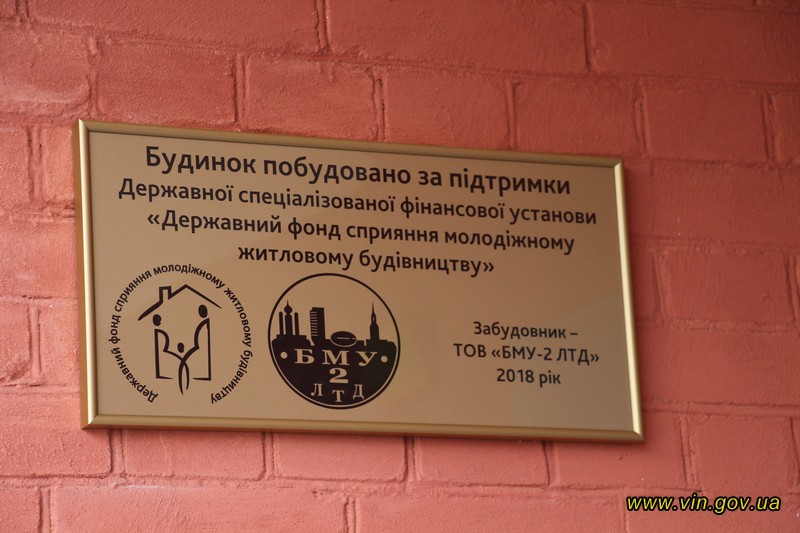 Будинок побудовано за підтримки
Державної спеціалізованої фінансової установи
«Державний фонд сприяння молодіжному
житловому будівництву»
Державний фонд сприяння молодіжному житловому будівництву
• БМУ •
2
ЛТД
Забудовник –
ТОВ «БМУ-2 ЛТД»
2018 рік
www.vin.gov.ua